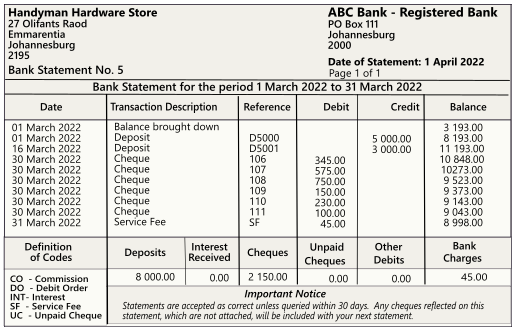 Handyman Hardware Store
27 Olifants Raod
Emmarentia
Johannesburg
2195
Bank Statement No. 5
ABC Bank - Registered Bank
PO Box 111
Johannesburg
2000
Date of Statement: 1 April 2022
Page 1 of 1
Bank Statement for the period 1 March 2022 to 31 March 2022
Date Transaction Description Reference Debit Credit Balance
01 March 2022 Balance brought down 3 193.00
01 March 2022 Deposit D5000 5 000.00 8 193.00
16 March 2022 Deposit D5001 3 000.00 11 193.00
30 March 2022 Cheque 106 345.00 10 848.00
30 March 2022 Cheque 107 575.00 10273.00
30 March 2022 Cheque 108 750.00 9 523.00
30 March 2022 Cheque 109 150.00 9 373.00
30 March 2022 Cheque 110 230.00 9 143.00
30 March 2022 Cheque 111 100.00 9 043.00
31 March 2022 Service Fee SF 45.00 8 998.00
Definition of Codes Deposits Interest Received Cheques Unpaid Cheques Other Debits Bank Charges
8 000.00 0.00 2 150.00 0.00 0.00 45.00
CO - Commission
DO - Debit Order
INT- Interest
SF - Service Fee
UC - Unpaid Cheque
Important Notice
Statements are accepted as correct unless queried within 30 days. Any cheques reflected on
this statement, which are not attached, will be included with your next statement.